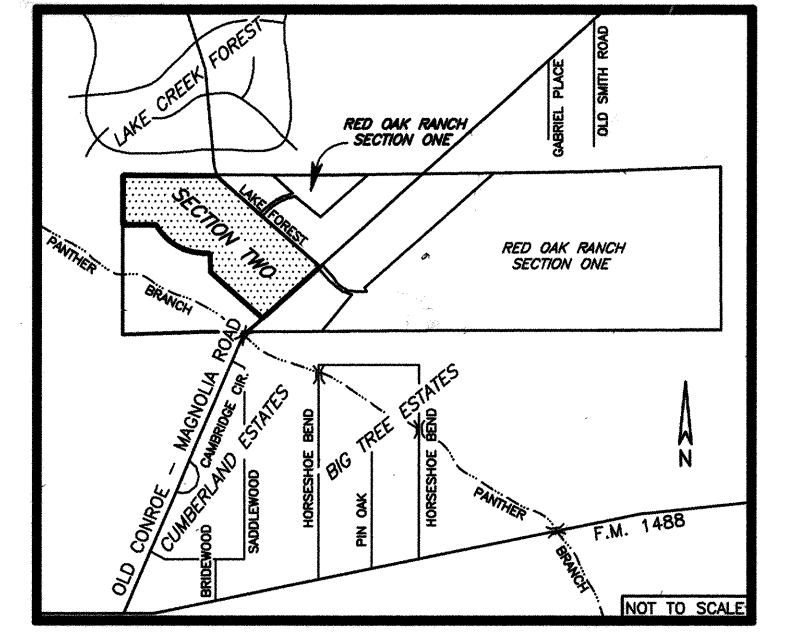 LAKE CREEK FOREST
OLD SMITH ROAD
GABRIEL PLACE
RED OAK RANCH
SECTION ONE
LAKE FOREST
SECTION TWO
RED OAK RANCH
SECTION ONE
PANTHER
BRANCH
OLD CONROE - MAGNOLIA ROAD
CAMBRIDGE CIR.
CUMBERLAND ESTATES
SADDLEWOOD
BRIDEWOOD
HORSESHOE BEND
BIG TREE ESTATES
PIN OAK
HORSESHOE BEND
N
PANTHER
BRANCH
F.M. 1488
NOT TO SCALE